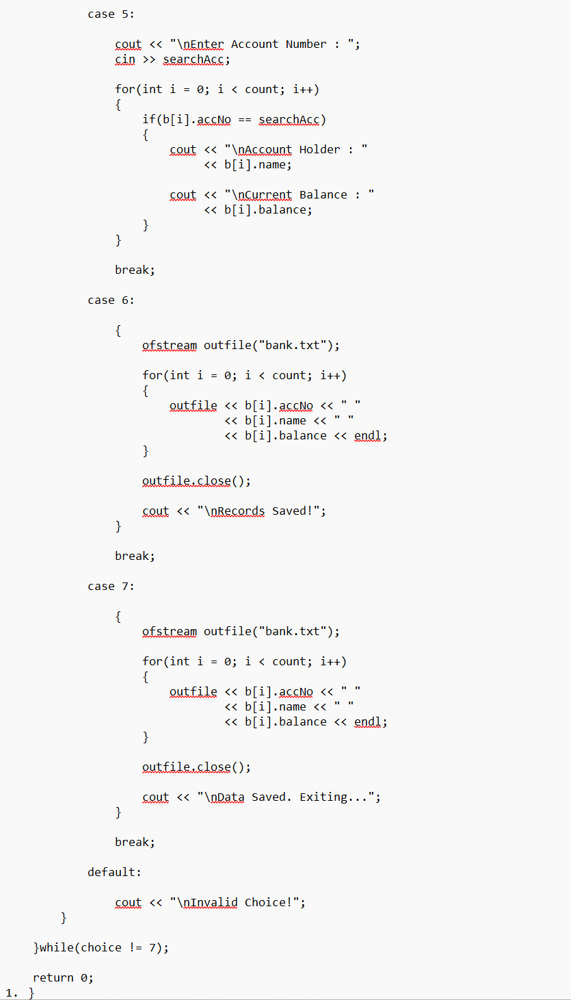 case 5:
cout << "\nEnter Account Number : ";
cin >> searchAcc;
for(int i = 0; i < count; i++)
{
if(b[i].accNo == searchAcc)
{
cout << "\nAccount Holder : "
<< b[i].name;
cout << "\nCurrent Balance : "
<< b[i].balance;
}
}
break;
case 6:
{
ofstream outfile("bank.txt");
for(int i = 0; i < count; i++)
{
outfile << b[i].accNo << " "
<< b[i].name << " "
<< b[i].balance << endl;
}
outfile.close();
cout << "\nRecords Saved!";
}
break;
case 7:
{
ofstream outfile("bank.txt");
for(int i = 0; i < count; i++)
{
outfile << b[i].accNo << " "
<< b[i].name << " "
<< b[i].balance << endl;
}
outfile.close();
cout << "\nData Saved. Exiting...";
}
break;
default:
cout << "\nInvalid Choice!";
}
}while(choice != 7);
return 0;
1. }